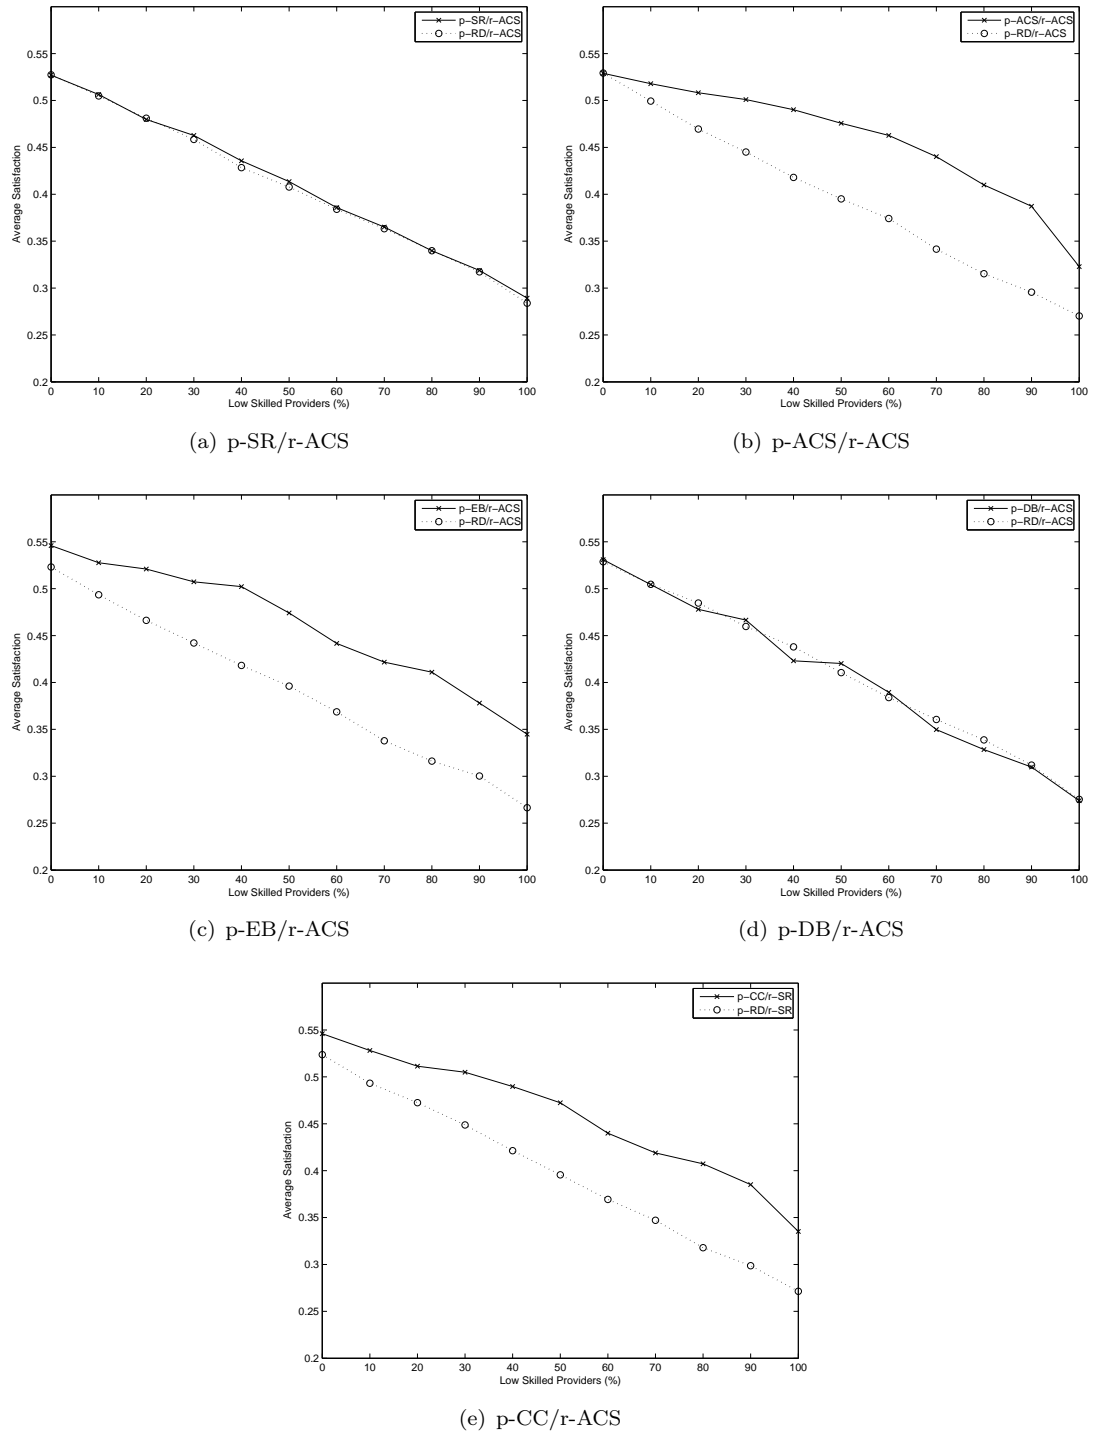 p−SR/r−ACS
p−RD/r−ACS
0.55
0.5
0.45
0.4
0.35
0.3
0.25
0.2
Average Satisfaction
0 10 20 30 40 50 60 70 80 90 100
Low Skilled Providers (%)
(a) p-SR/r-ACS
p−ACS/r−ACS
p−RD/r−ACS
0.55
0.5
0.45
0.4
0.35
0.3
0.25
0.2
Average Satisfaction
0 10 20 30 40 50 60 70 80 90 100
Low Skilled Providers (%)
(b) p-ACS/r-ACS
p−EB/r−ACS
p−RD/r−ACS
0.55
0.5
0.45
0.4
0.35
0.3
0.25
0.2
Average Satisfaction
0 10 20 30 40 50 60 70 80 90 100
Low Skilled Providers (%)
(c) p-EB/r-ACS
p−DB/r−ACS
p−RD/r−ACS
0.55
0.5
0.45
0.4
0.35
0.3
0.25
0.2
Average Satisfaction
0 10 20 30 40 50 60 70 80 90 100
Low Skilled Providers (%)
(d) p-DB/r-ACS
p−CC/r−SR
p−RD/r−SR
0.55
0.5
0.45
0.4
0.35
0.3
0.25
0.2
Average Satisfaction
0 10 20 30 40 50 60 70 80 90 100
Low Skilled Providers (%)
(e) p-CC/r-ACS